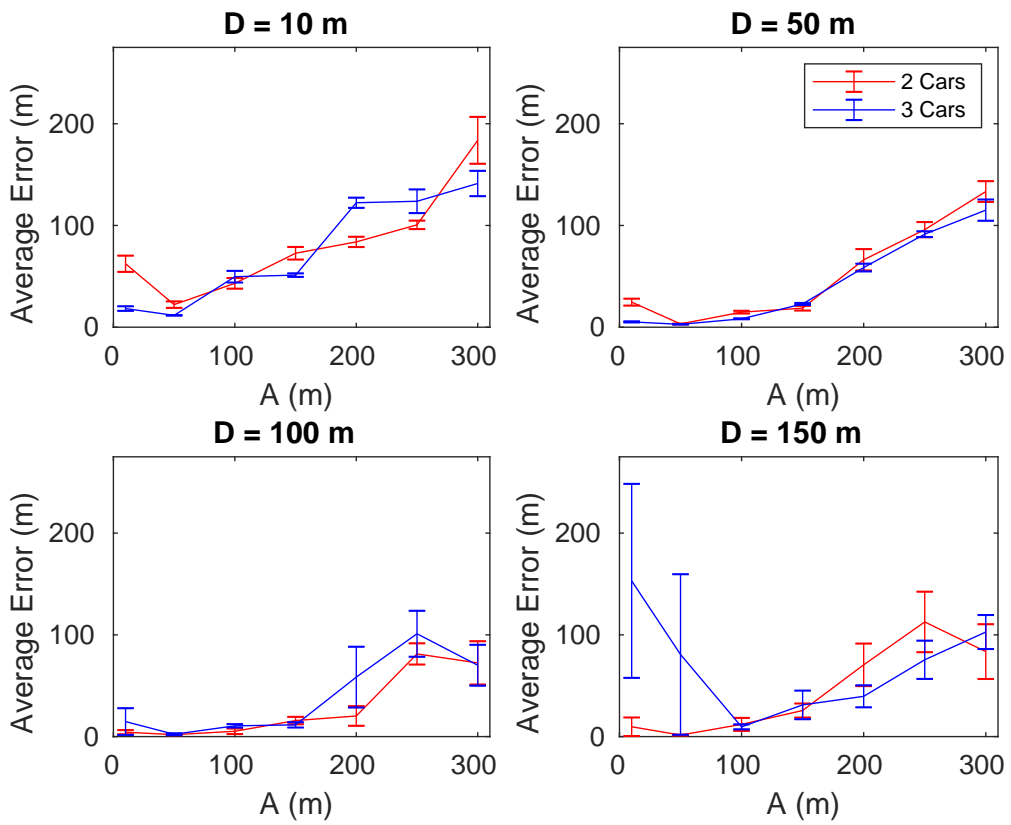 D = 10 m
Average Error (m)
200
100
0
0 100 200 300
A (m)
D = 50 m
2 Cars
3 Cars
Average Error (m)
200
100
0
0 100 200 300
A (m)
D = 100 m
Average Error (m)
200
100
0
0 100 200 300
A (m)
D = 150 m
Average Error (m)
200
100
0
0 100 200 300
A (m)